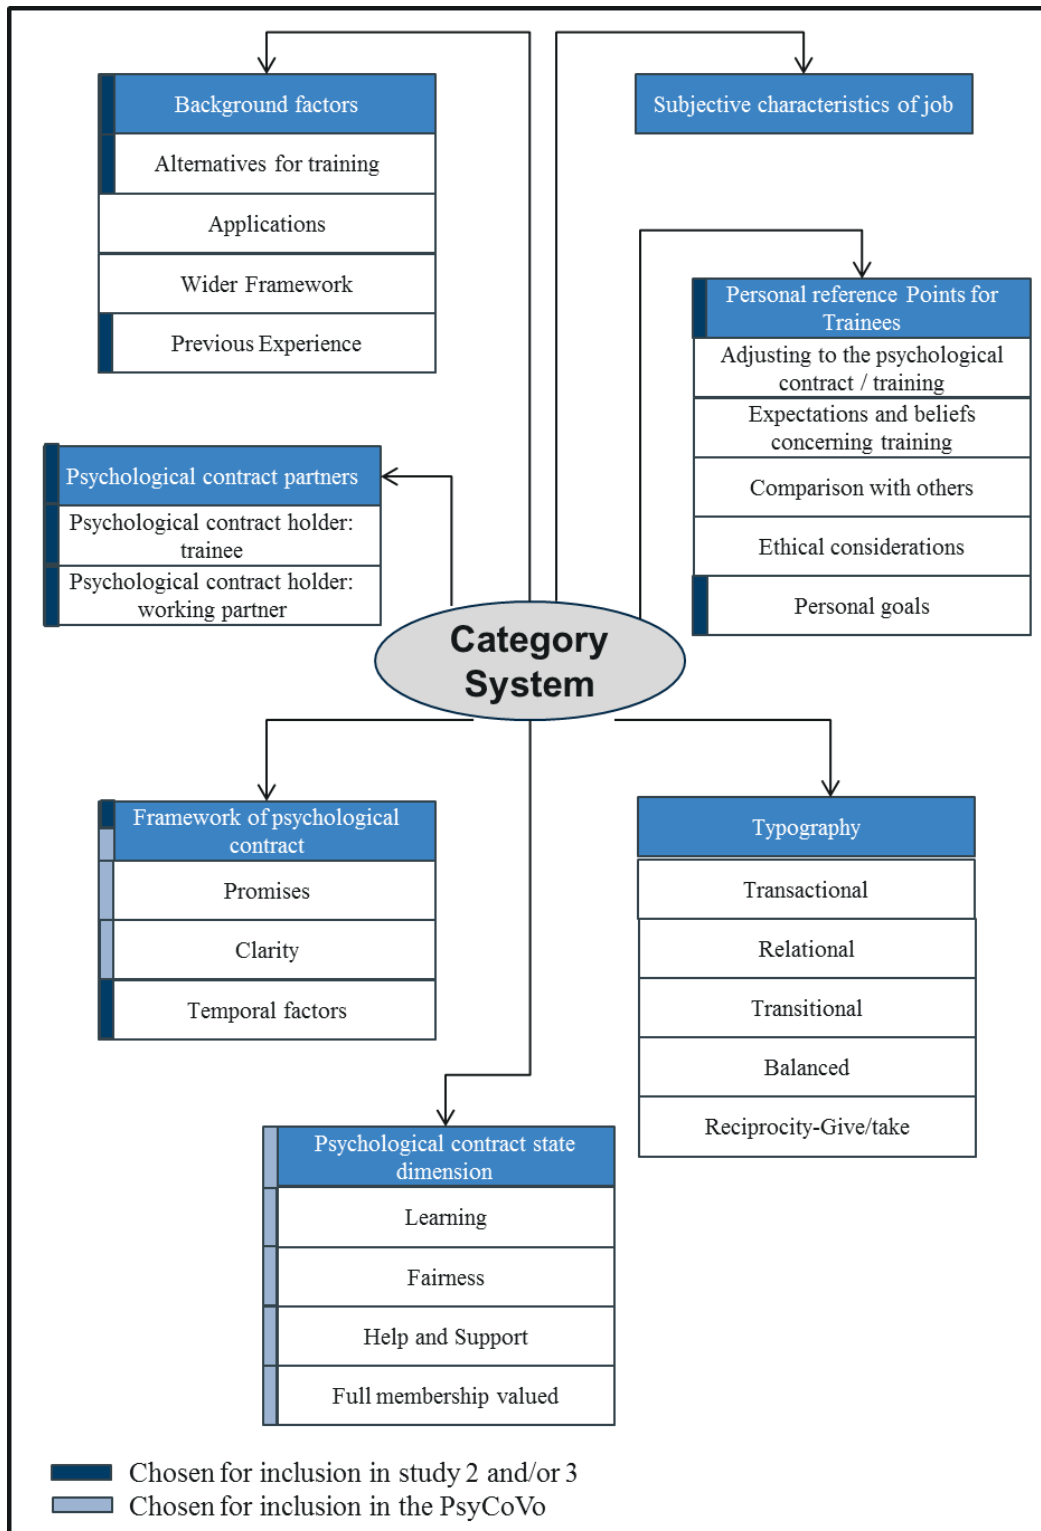 Background factors
Alternatives for training
Applications
Wider Framework
Previous Experience
Subjective characteristics of job
Personal reference Points for
Trainees
Adjusting to the psychological
contract / training
Expectations and beliefs
concerning training
Comparison with others
Ethical considerations
Personal goals
Psychological contract partners
Psychological contract holder:
trainee
Psychological contract holder:
working partner
Category
System
Framework of psychological
contract
Promises
Clarity
Temporal factors
Typography
Transactional
Relational
Transitional
Balanced
Reciprocity-Give/take
Psychological contract state
dimension
Learning
Fairness
Help and Support
Full membership valued
Chosen for inclusion in study 2 and/or 3
Chosen for inclusion in the PsyCoVo